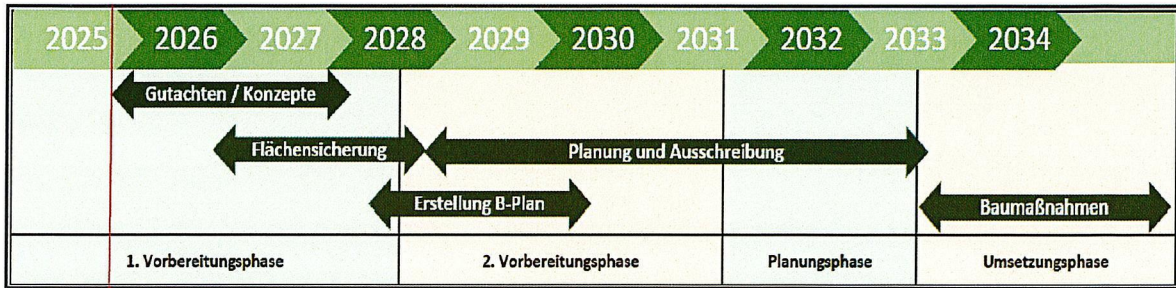 2025 2026 2027 2028 2029 2030 2031 2032 2033 2034
Gutachten / Konzepte
Flächensicherung
Planung und Ausschreibung
Erstellung B-Plan
Baumaßnahmen
1. Vorbereitungsphase
2. Vorbereitungsphase
Planungsphase
Umsetzungsphase